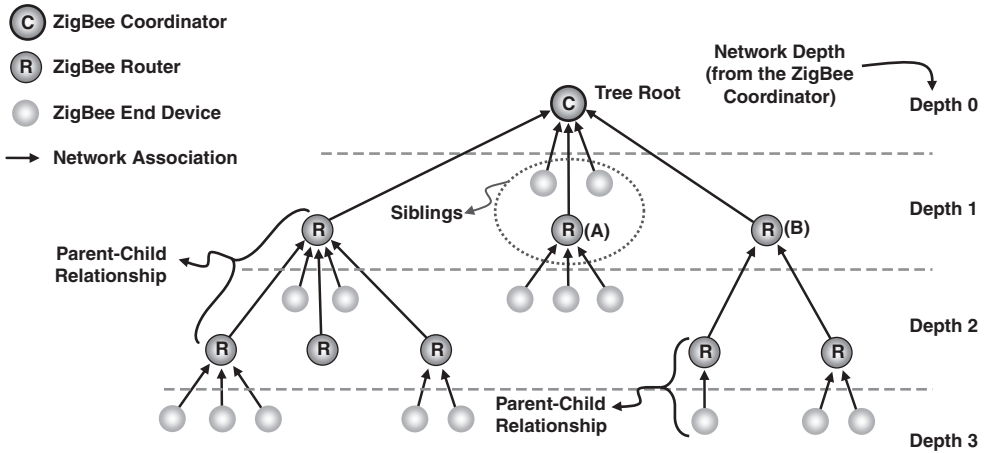 C ZigBee Coordinator
R ZigBee Router
ZigBee End Device
Network Association
Network Depth
(from the ZigBee
Coordinator)
Depth 0
C Tree Root
Siblings
Depth 1
R
R (A)
R (B)
Parent-Child
Relationship
Depth 2
R
R
R
R
R
Parent-Child
Relationship
Depth 3